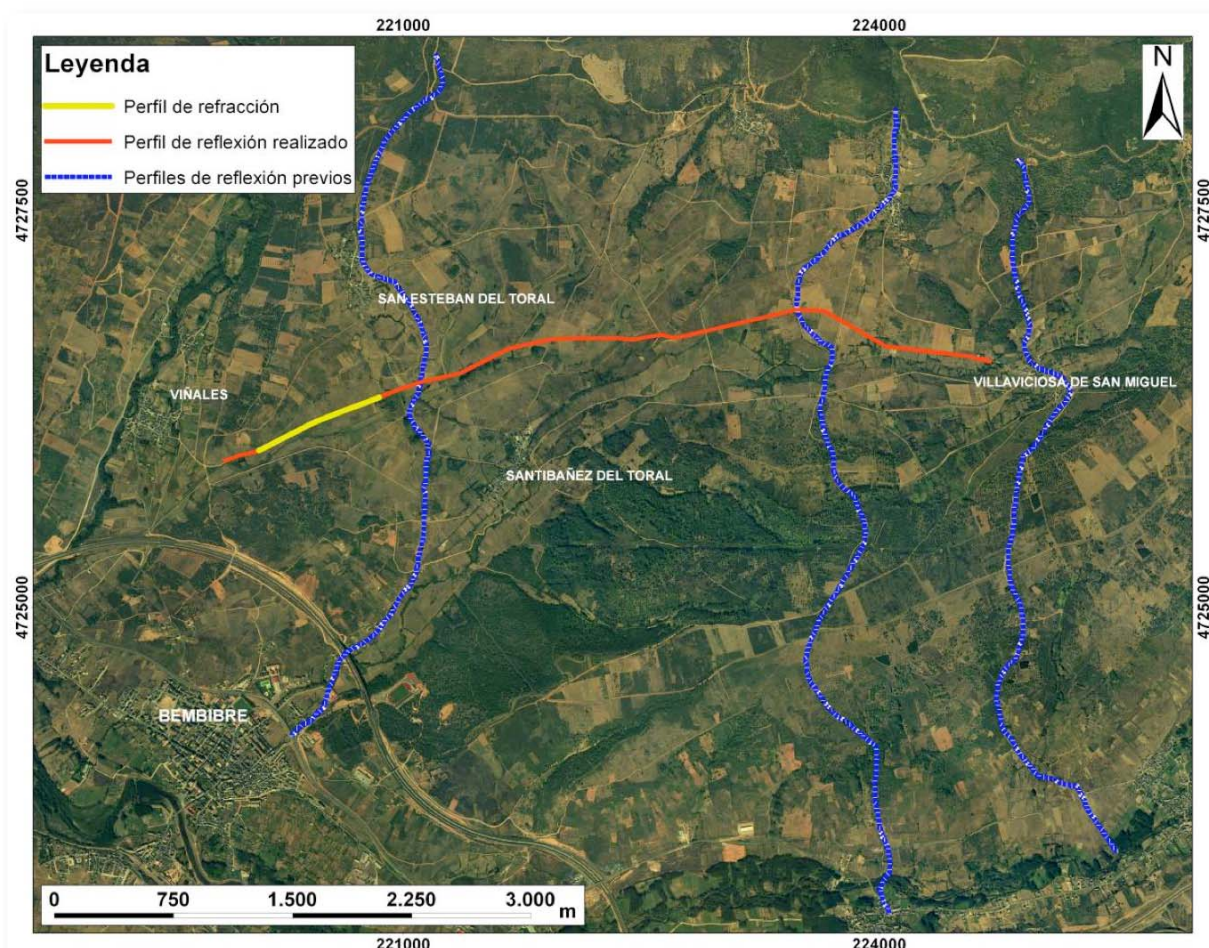 221000
224000
Leyenda
Perfil de refracción
Perfil de reflexión realizado
Perfiles de reflexión previos
N
4727500
4727500
SAN ESTEBAN DEL TORAL
VIÑALES
VILLAVICIOSA DE SAN MIGUEL
SANTIBAÑEZ DEL TORAL
4725000
4725000
BEMBIBRE
0 750 1.500 2.250 3.000
m
221000
224000